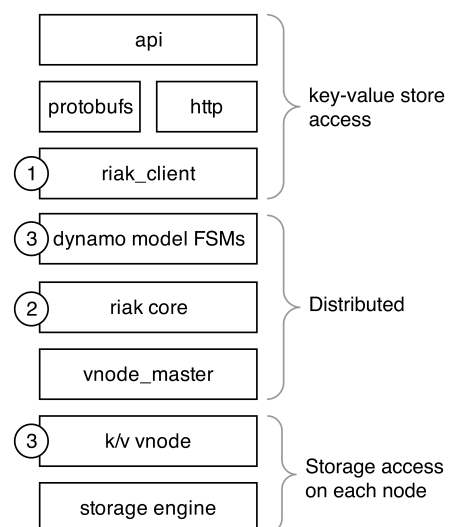 api
protobufs
http
key-value store
access
1
riak_client
3
dynamo model FSMs
2
riak core
Distributed
vnode_master
3
k/v vnode
Storage access
on each node
storage engine